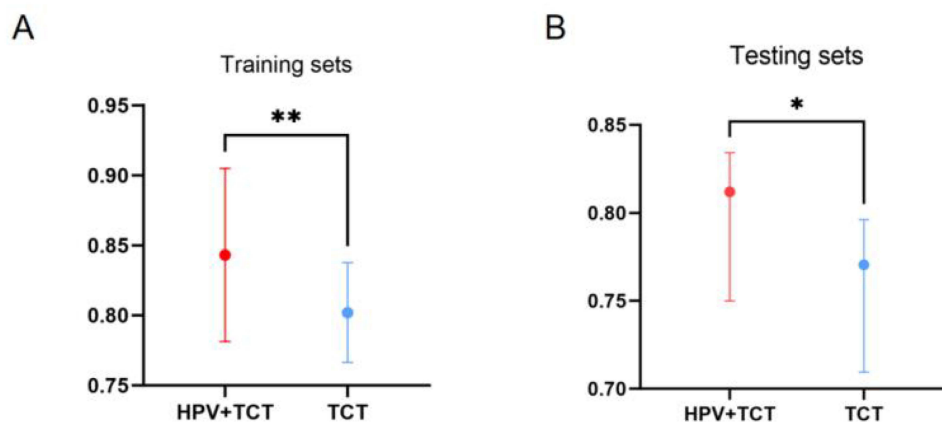 A
Training sets
**
0.95
0.90
0.85
0.80
0.75
HPV+TCT TCT
B
Testing sets
*
0.85
0.80
0.75
0.70
HPV+TCT TCT